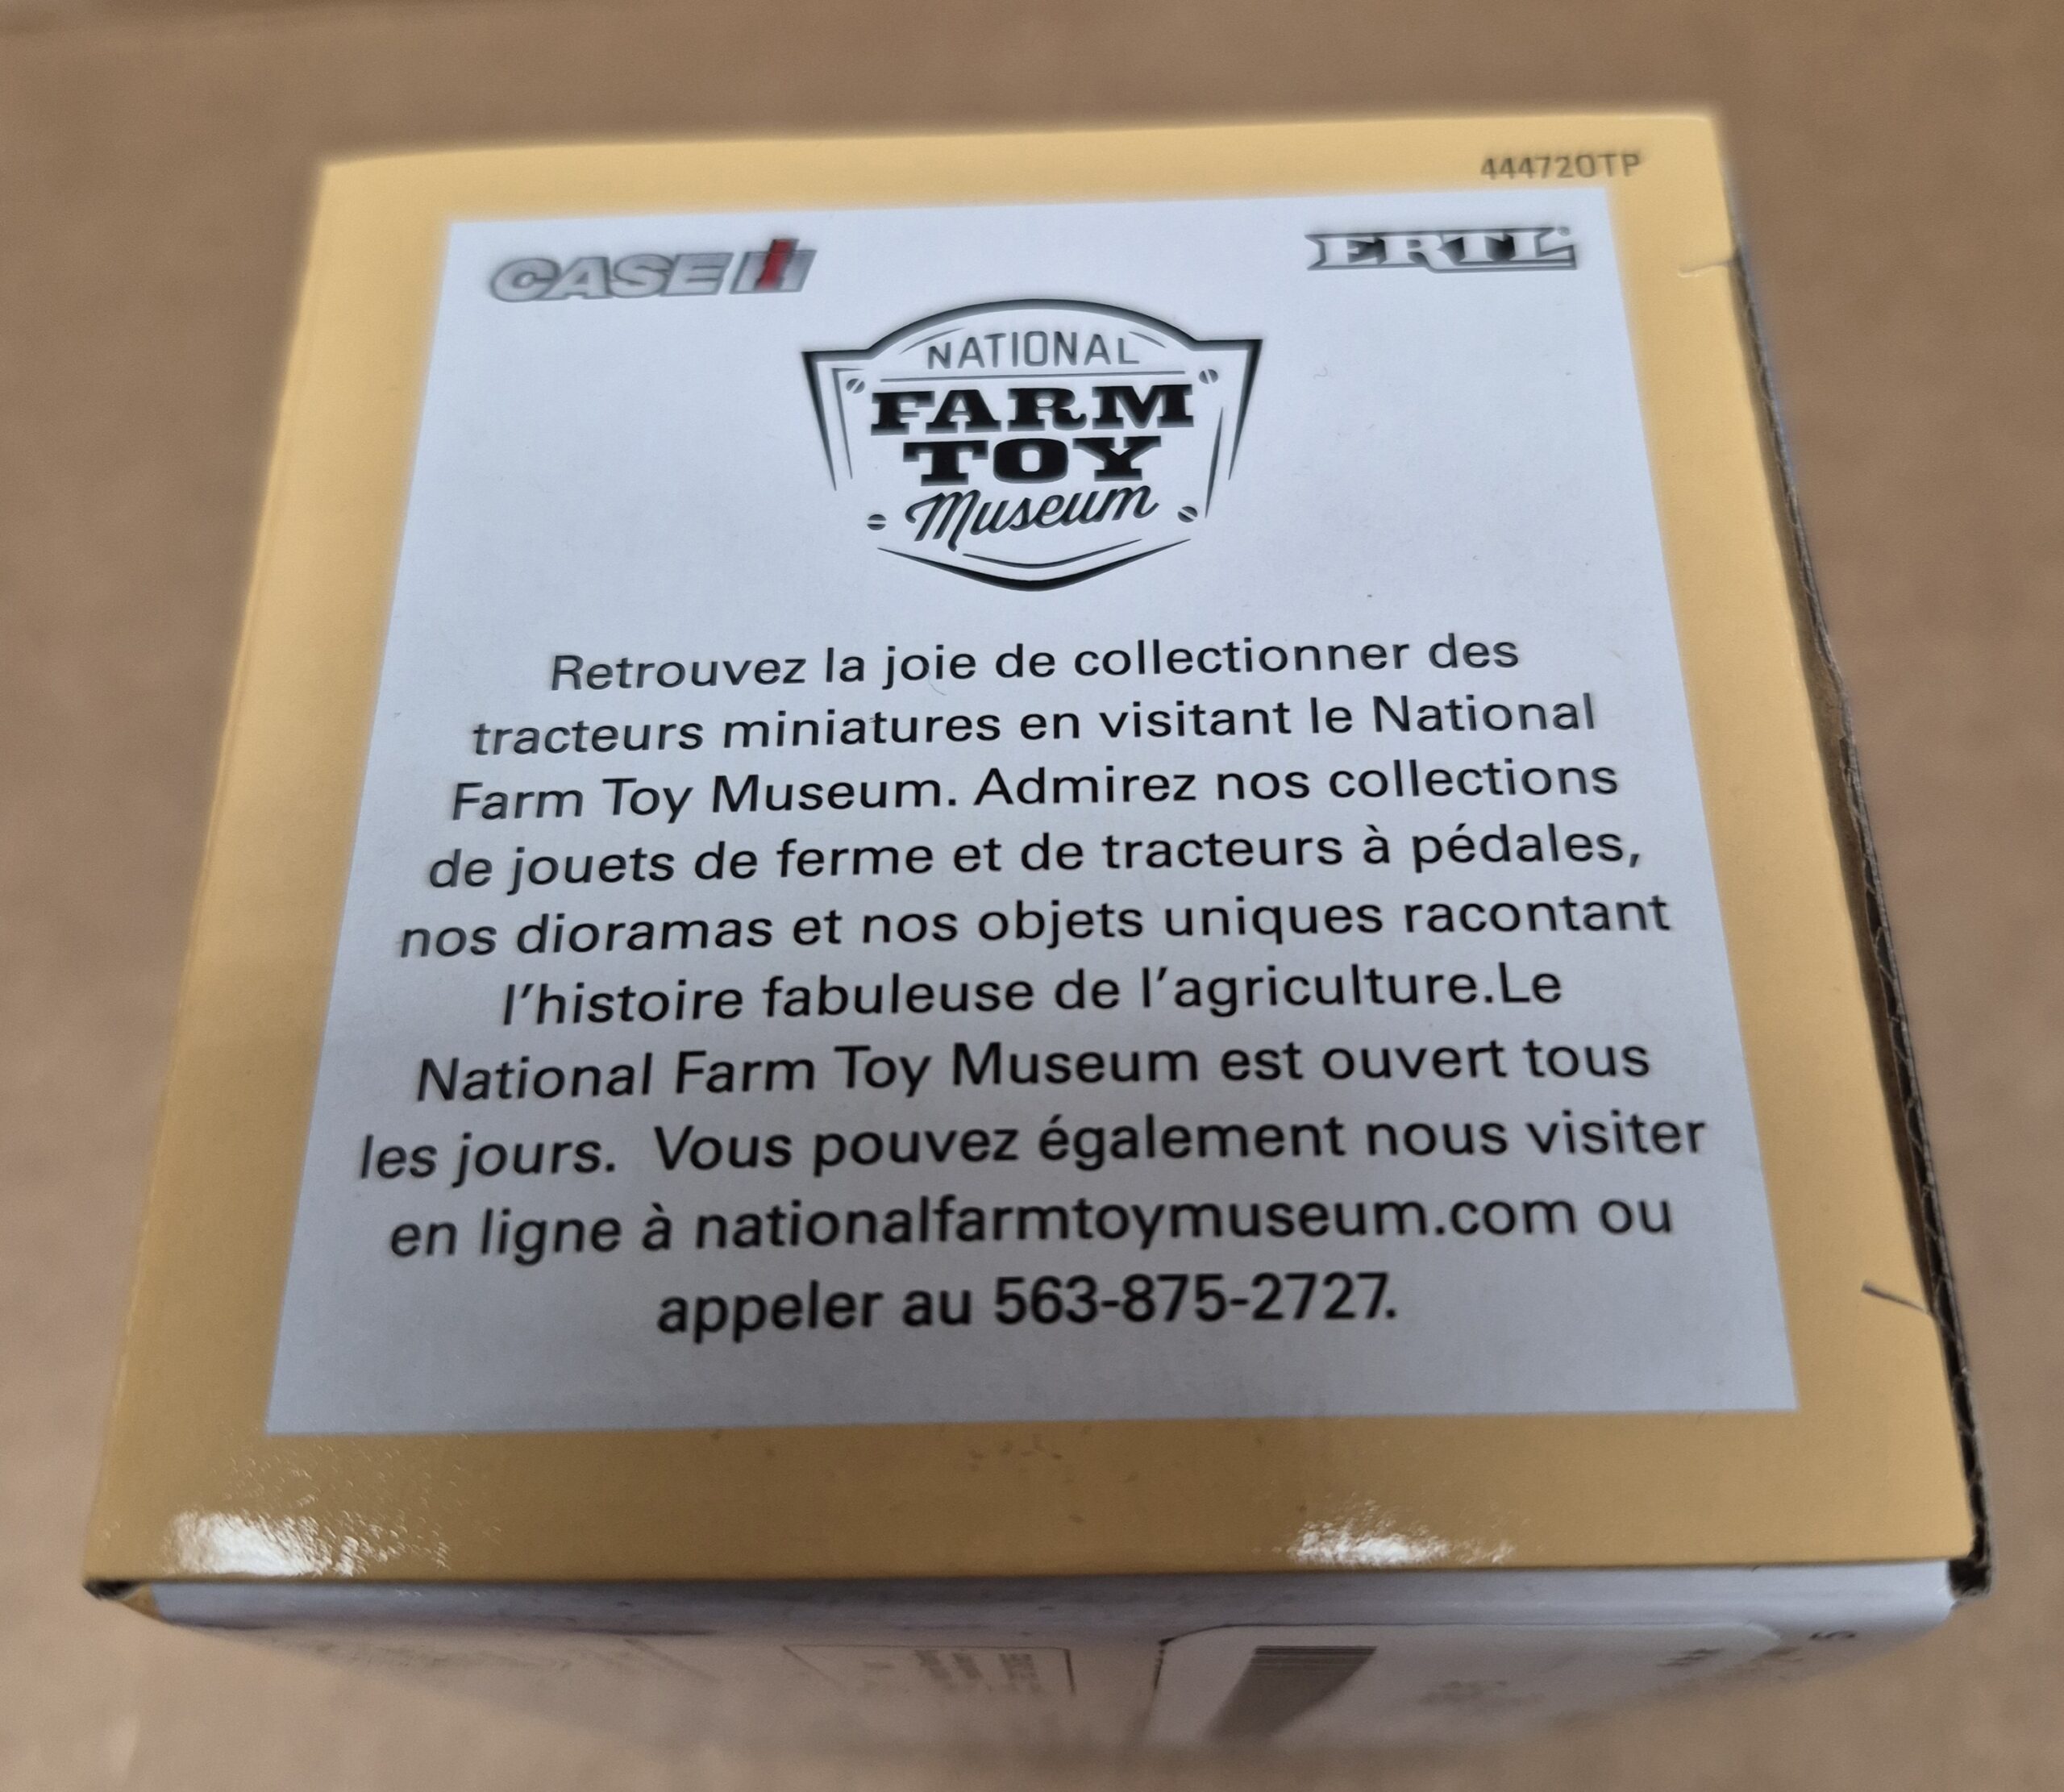 44472OTP
CASE IH
ERTL®
NATIONAL
FARM
TOY
Museum
Retrouvez la joie de collectionner des
tracteurs miniatures en visitant le National
Farm Toy Museum. Admirez nos collections
de jouets de ferme et de tracteurs à pédales,
nos dioramas et nos objets uniques racontant
l’histoire fabuleuse de l’agriculture.Le
National Farm Toy Museum est ouvert tous
les jours.  Vous pouvez également nous visiter
en ligne à nationalfarmtoymuseum.com ou
appeler au 563-875-2727.